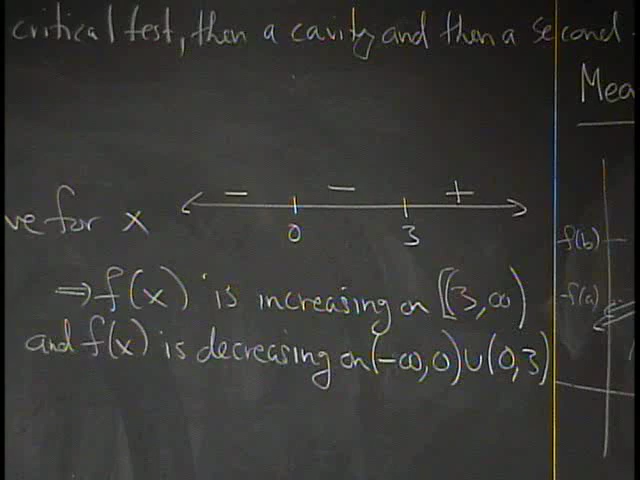 critical test, then a cavity and then a second
Mea
ve for x
− − +
0 3
f(b)
⇒ f(x) is increasing on [(3,∞)
f(a)
and f(x) is decreasing on (-∞,0)∪(0,3)